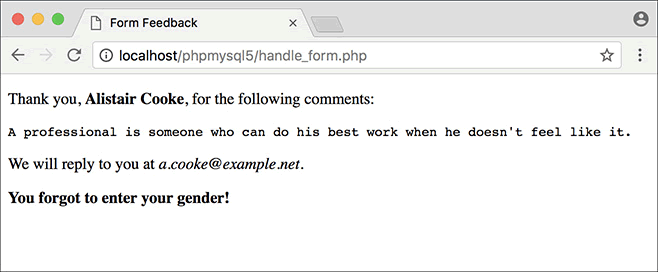 Form Feedback
localhost/phpmysql5/handle_form.php
Thank you, Alistair Cooke, for the following comments:
A professional is someone who can do his best work when he doesn't feel like it.
We will reply to you at a.cooke@example.net.
You forgot to enter your gender!